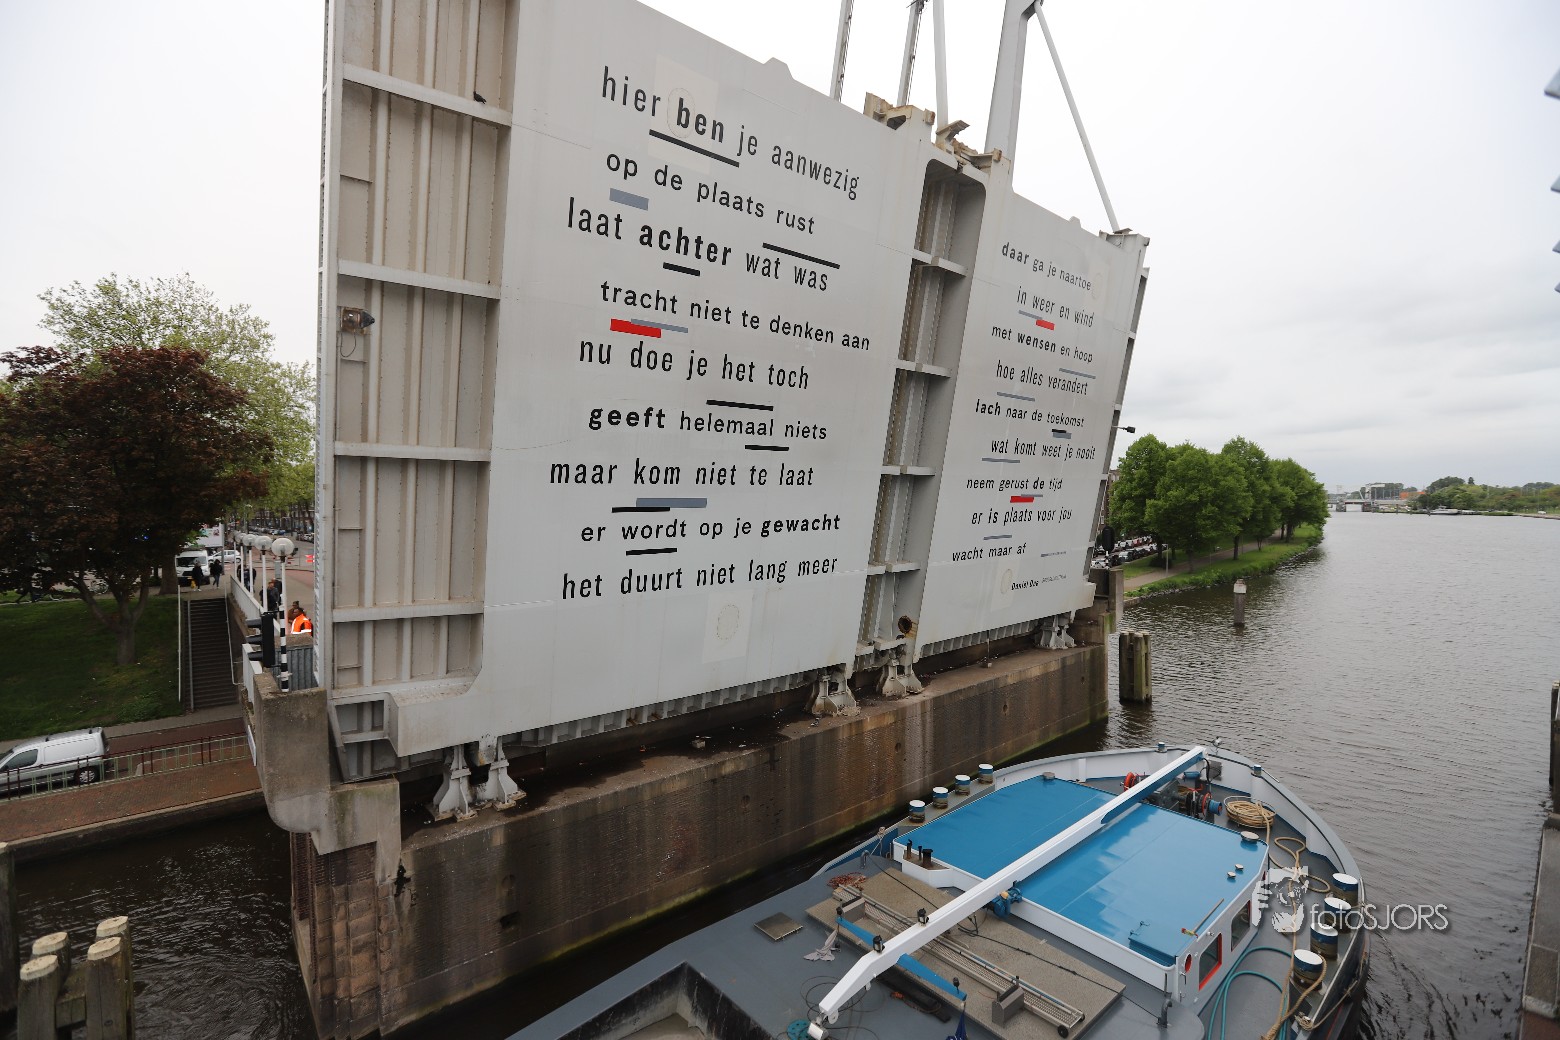 hier ben je aanwezig
op de plaats rust
laat achter wat was
tracht niet te denken aan
nu doe je het toch
geeft helemaal niets
maar kom niet te laat
er wordt op je gewacht
het duurt niet lang meer
daar ga je naartoe
in weer en wind
met wensen en hoop
hoe alles verandert
lach naar de toekomst
wat komt weet je nooit
neem gerust de tijd
er is plaats voor jou
wacht maar af
Daniel Dee
fotoSJORS